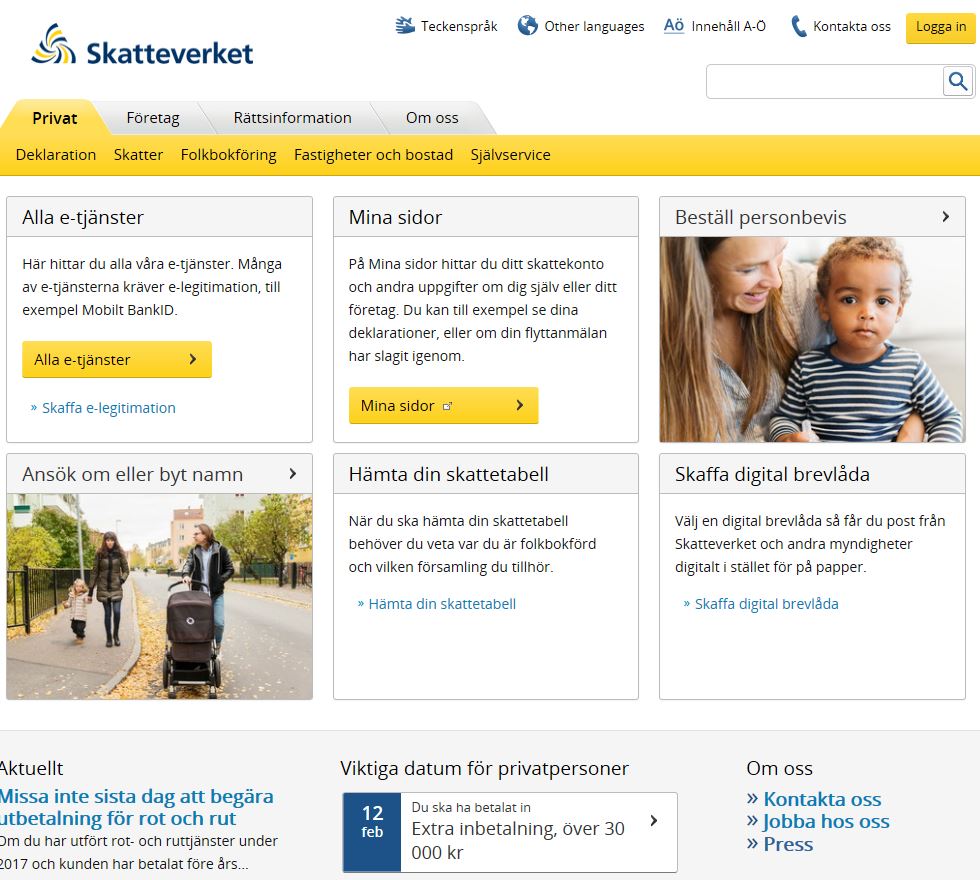 Teckenspråk
Other languages
Aö Innehåll A-Ö
Kontakta oss
Logga in
Skatteverket
Privat
Företag
Rättsinformation
Om oss
Deklaration
Skatter
Folkbokföring
Fastigheter och bostad
Självservice
Alla e-tjänster
Här hittar du alla våra e-tjänster. Många
av e-tjänsterna kräver e-legitimation, till
exempel Mobilt BankID.
Alla e-tjänster
» Skaffa e-legitimation
Mina sidor
På Mina sidor hittar du ditt skattekonto
och andra uppgifter om dig själv eller ditt
företag. Du kan till exempel se dina
deklarationer, eller om din flyttanmälan
har slagit igenom.
Mina sidor
Beställ personbevis
Ansök om eller byt namn
Hämta din skattetabell
När du ska hämta din skattetabell
behöver du veta var du är folkbokförd
och vilken församling du tillhör.
» Hämta din skattetabell
Skaffa digital brevlåda
Välj en digital brevlåda så får du post från
Skatteverket och andra myndigheter
digitalt i stället för på papper.
» Skaffa digital brevlåda
Aktuellt
Missa inte sista dag att begära
utbetalning för rot och rut
Om du har utfört rot- och ruttjänster under
2017 och kunden har betalat före års...
Viktiga datum för privatpersoner
12
feb
Du ska ha betalat in
Extra inbetalning, över 30
000 kr
Om oss
» Kontakta oss
» Jobba hos oss
» Press